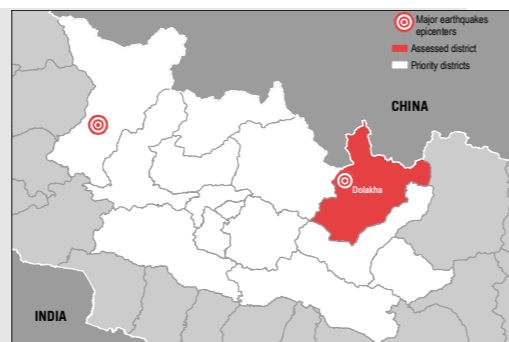 Major earthquakes
epicenters
Assessed district
Priority districts
CHINA
Dolakha
INDIA